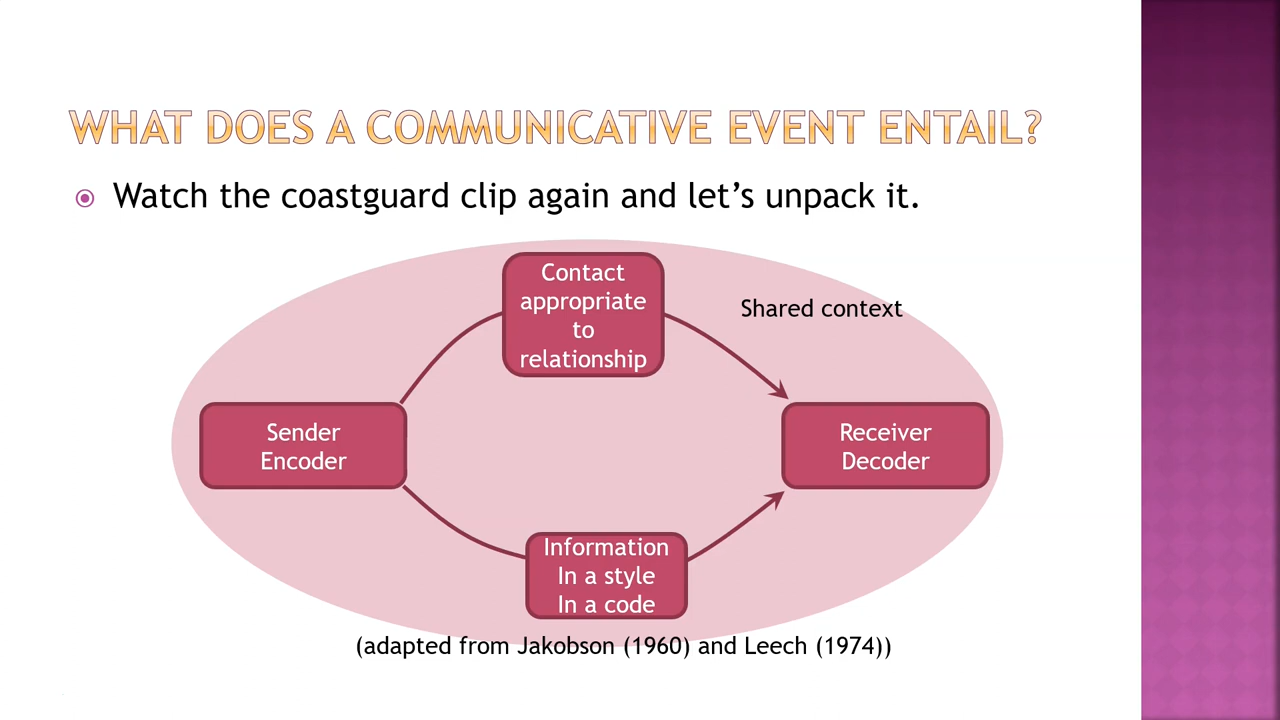 WHAT DOES A COMMUNICATIVE EVENT ENTAIL?
Watch the coastguard clip again and let’s unpack it.
Contact
appropriate
to
relationship
Shared context
Sender
Encoder
Receiver
Decoder
Information
In a style
In a code
(adapted from Jakobson (1960) and Leech (1974))